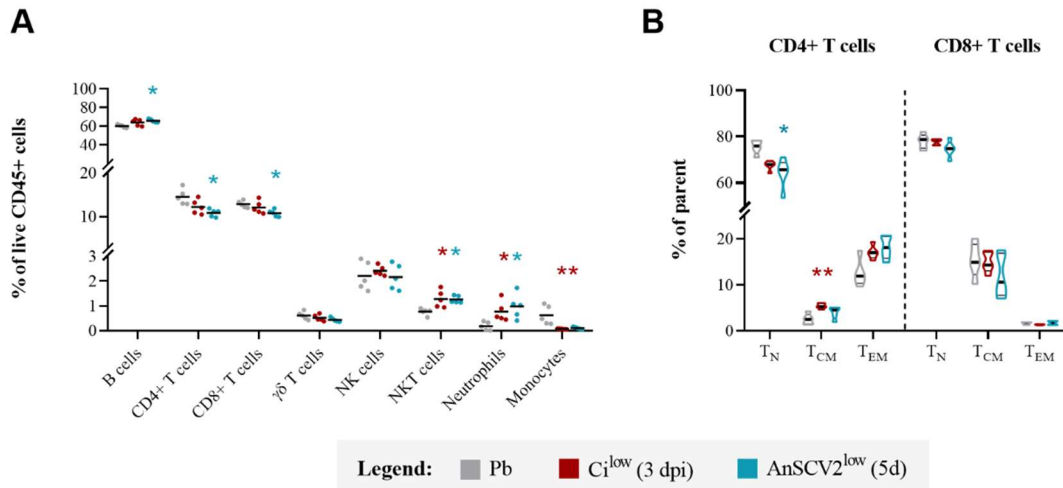 A
B
CD4+ T cells
CD8+ T cells
% of live CD45+ cells
100
80
60
40
20
10
3
2
1
0
*
*
*
* *
* *
**
B cells
CD4+ T cells
CD8+ T cells
γδ T cells
NK cells
NKT cells
Neutrophils
Monocytes
% of parent
100
80
60
20
10
0
*
**
TN
TCM
TEM
TN
TCM
TEM
Legend: Pb Cilow (3 dpi) AnSCV2low (5d)